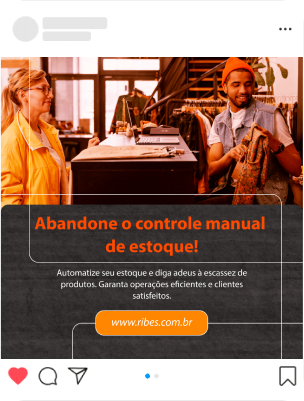 Abandone o controle manual
de estoque!
Automatize seu estoque e diga adeus à escassez de
produtos. Garanta operações eficientes e clientes
satisfeitos.
www.ribes.com.br